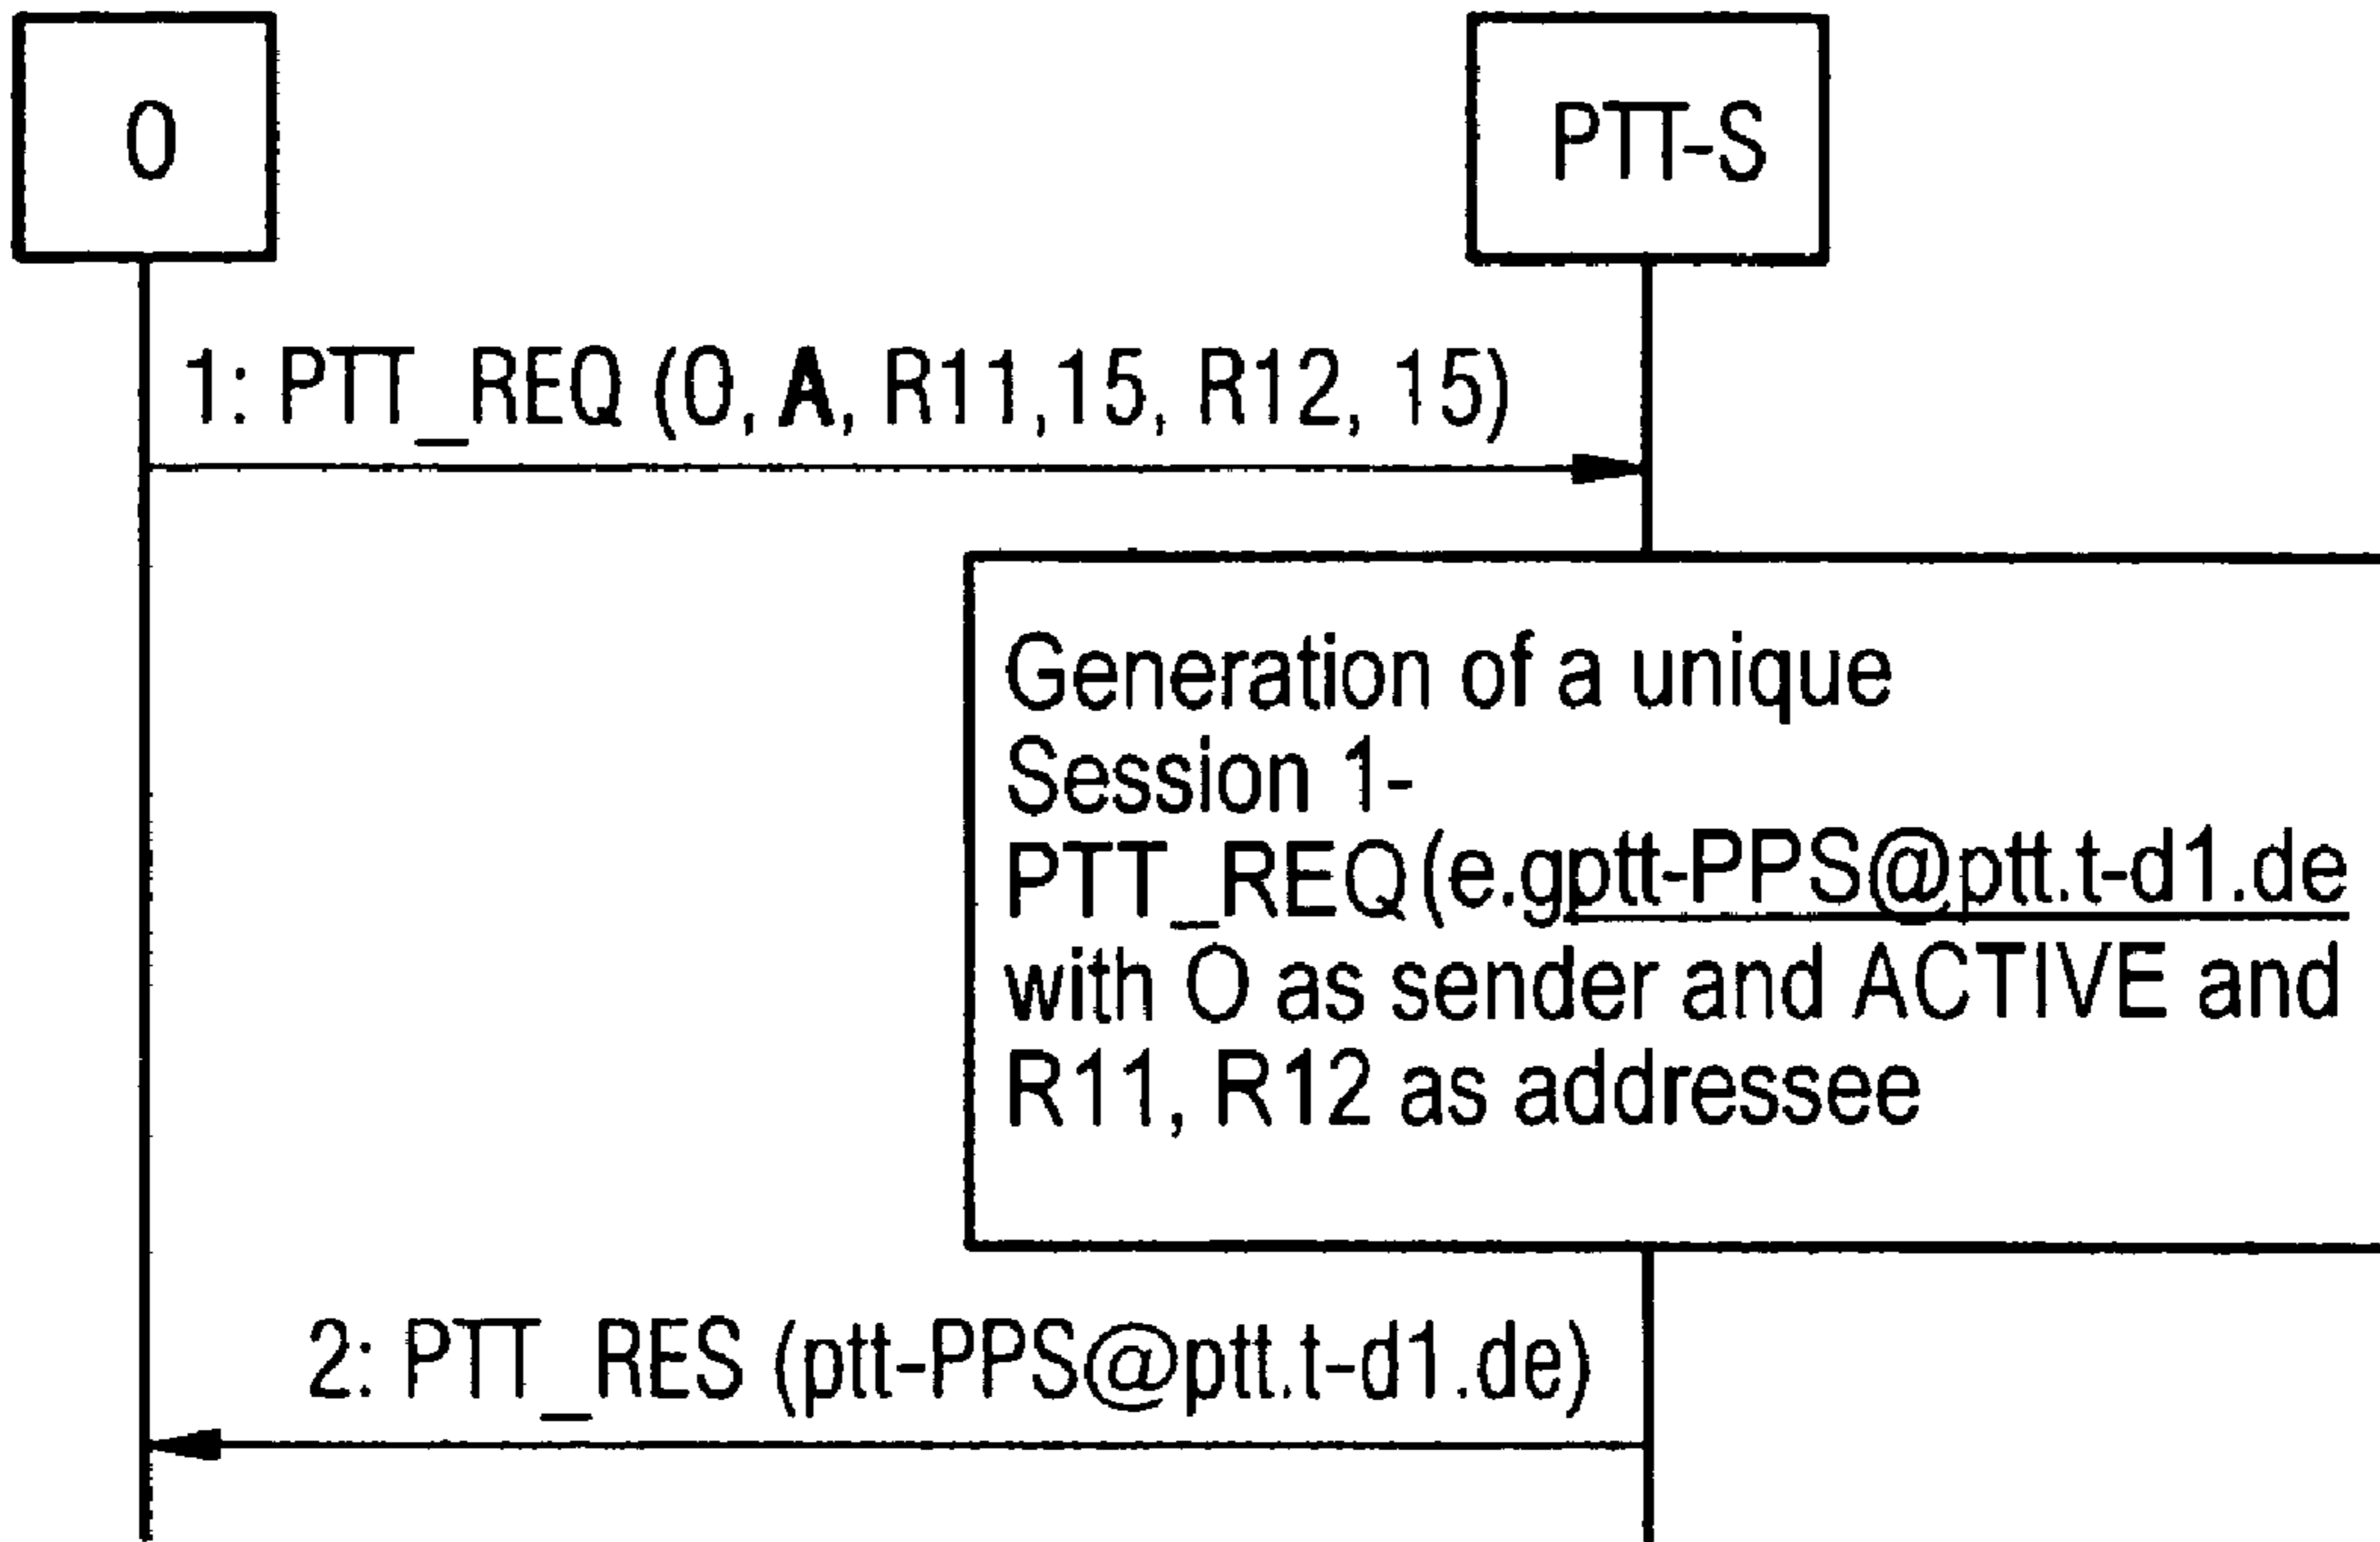 O
PTT-S
1: PTT_REQ (O, A, R11,15, R12, 15)
Generation of a unique
Session 1-
PTT_REQ(e.gptt-PPS@ptt.t-d1.de
with O as sender and ACTIVE and
R11, R12 as addressee
2: PTT_RES (ptt-PPS@ptt.t-d1.de)